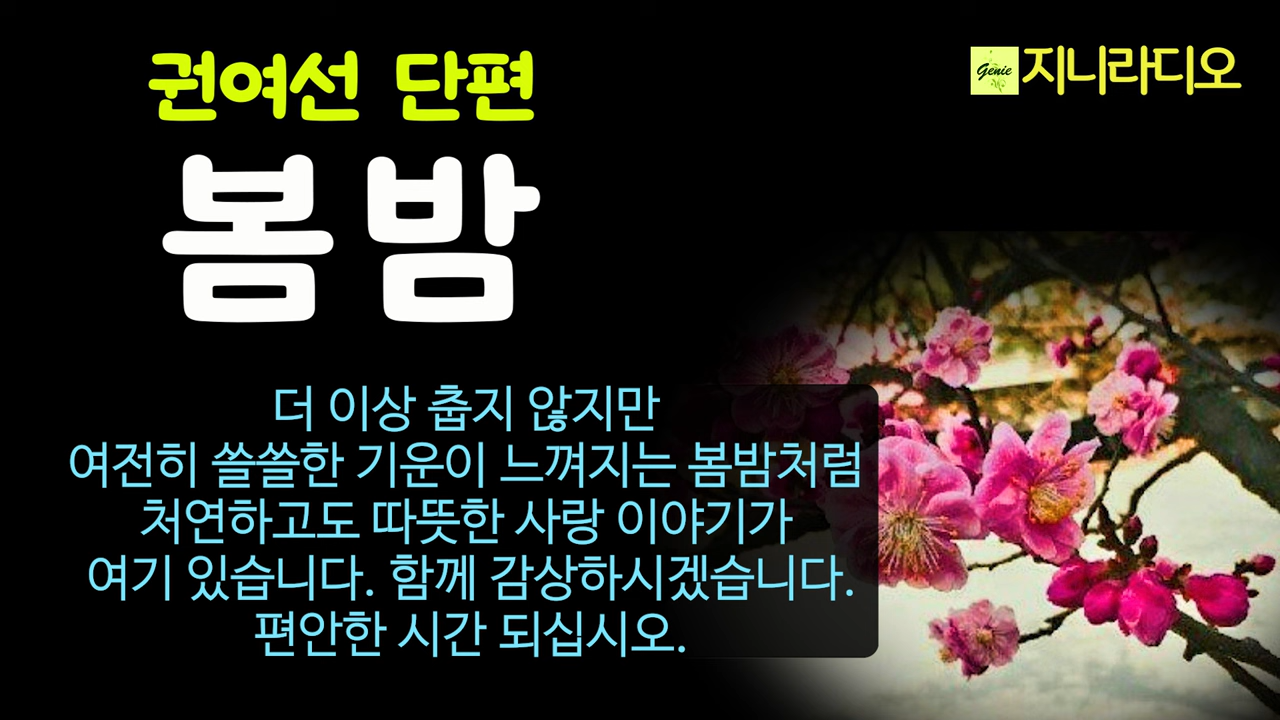 권여선 단편
Genie
지니라디오
봄밤
더 이상 춥지 않지만
여전히 쓸쓸한 기운이 느껴지는 봄밤처럼
처연하고도 따뜻한 사랑 이야기가
여기 있습니다. 함께 감상하시겠습니다.
편안한 시간 되십시오.